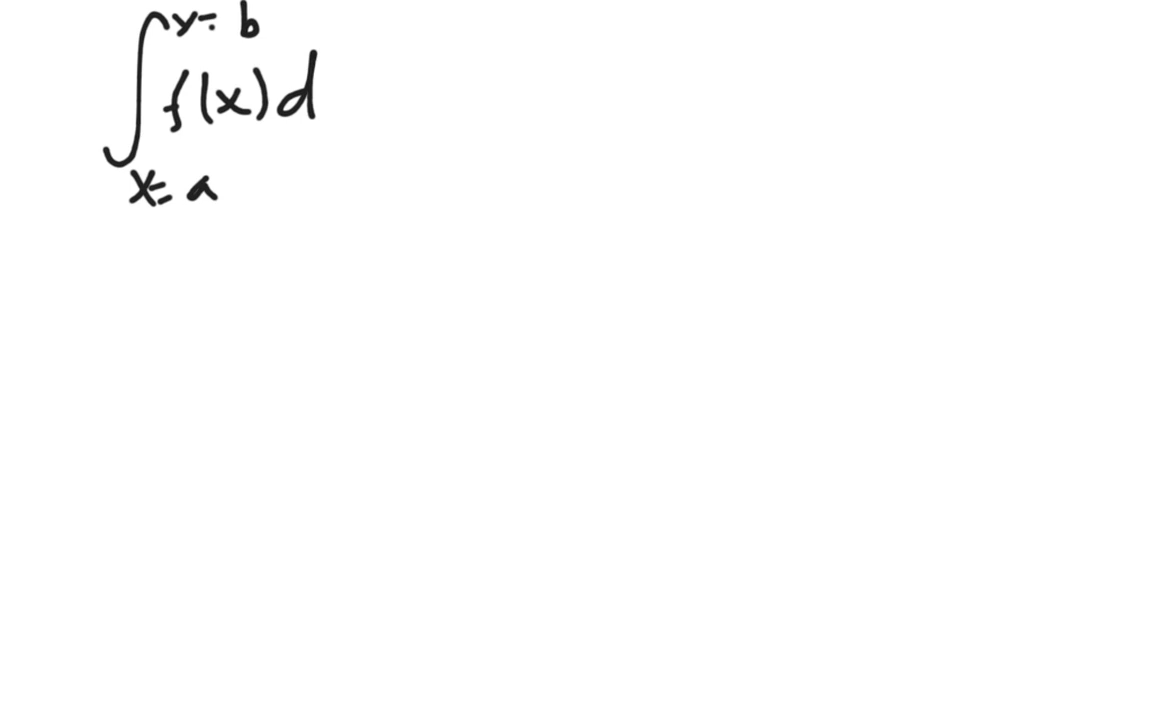 y= b
∫ f(x)d
x= a